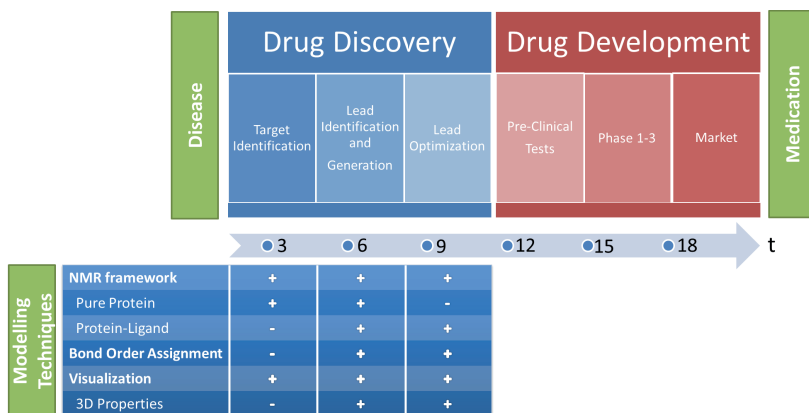 Disease
Drug Discovery
Target
Identification
Lead
Identification
and
Generation
Lead
Optimization
Drug Development
Pre-Clinical
Tests
Phase 1-3
Market
Medication
3 6 9 12 15 18 t
Modelling
Techniques
NMR framework + + +
Pure Protein + + -
Protein-Ligand - + +
Bond Order Assignment - + +
Visualization + + +
3D Properties - + +